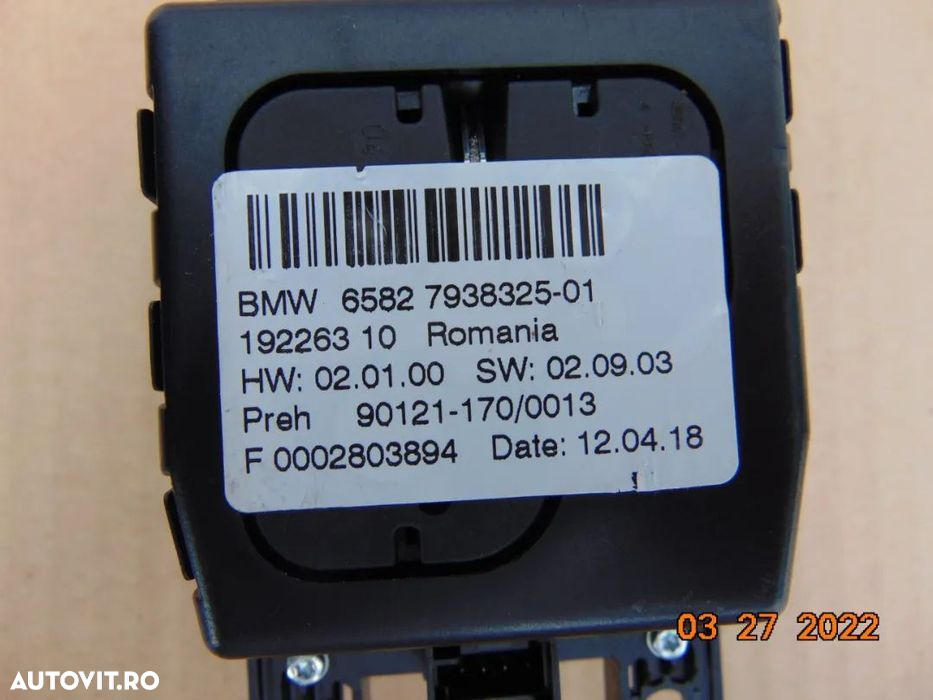 BMW 6582 7938325-01
192263 10 Romania
HW: 02.01.00 SW: 02.09.03
Preh 90121-170/0013
F 0002803894 Date: 12.04.18
03 27 2022
AUTOVIT.RO